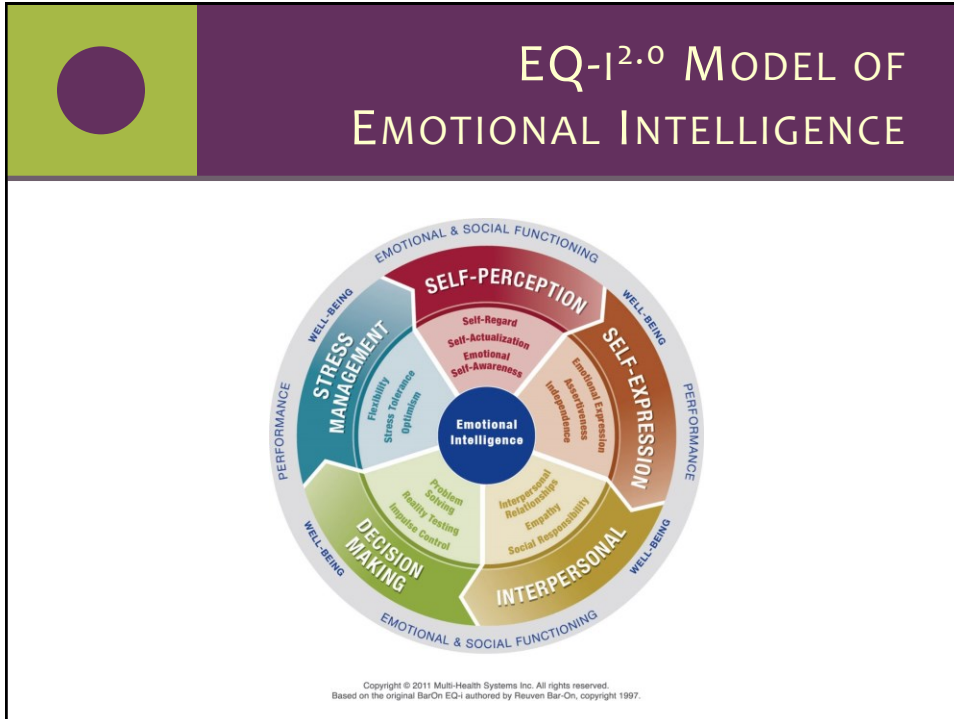 EQ-I²·⁰ MODEL OF
EMOTIONAL INTELLIGENCE
EMOTIONAL & SOCIAL FUNCTIONING
WELL-BEING
PERFORMANCE
WELL-BEING
EMOTIONAL & SOCIAL FUNCTIONING
WELL-BEING
PERFORMANCE
WELL-BEING
SELF-PERCEPTION
Self-Regard
Self-Actualization
Emotional
Self-Awareness
SELF-EXPRESSION
Emotional Expression
Assertiveness
Independence
INTERPERSONAL
Interpersonal
Relationships
Empathy
Social Responsibility
DECISION
MAKING
Problem
Solving
Reality Testing
Impulse Control
STRESS
MANAGEMENT
Flexibility
Stress Tolerance
Optimism
Emotional
Intelligence
Copyright © 2011 Multi-Health Systems Inc. All rights reserved.
Based on the original BarOn EQ-i authored by Reuven Bar-On, copyright 1997.